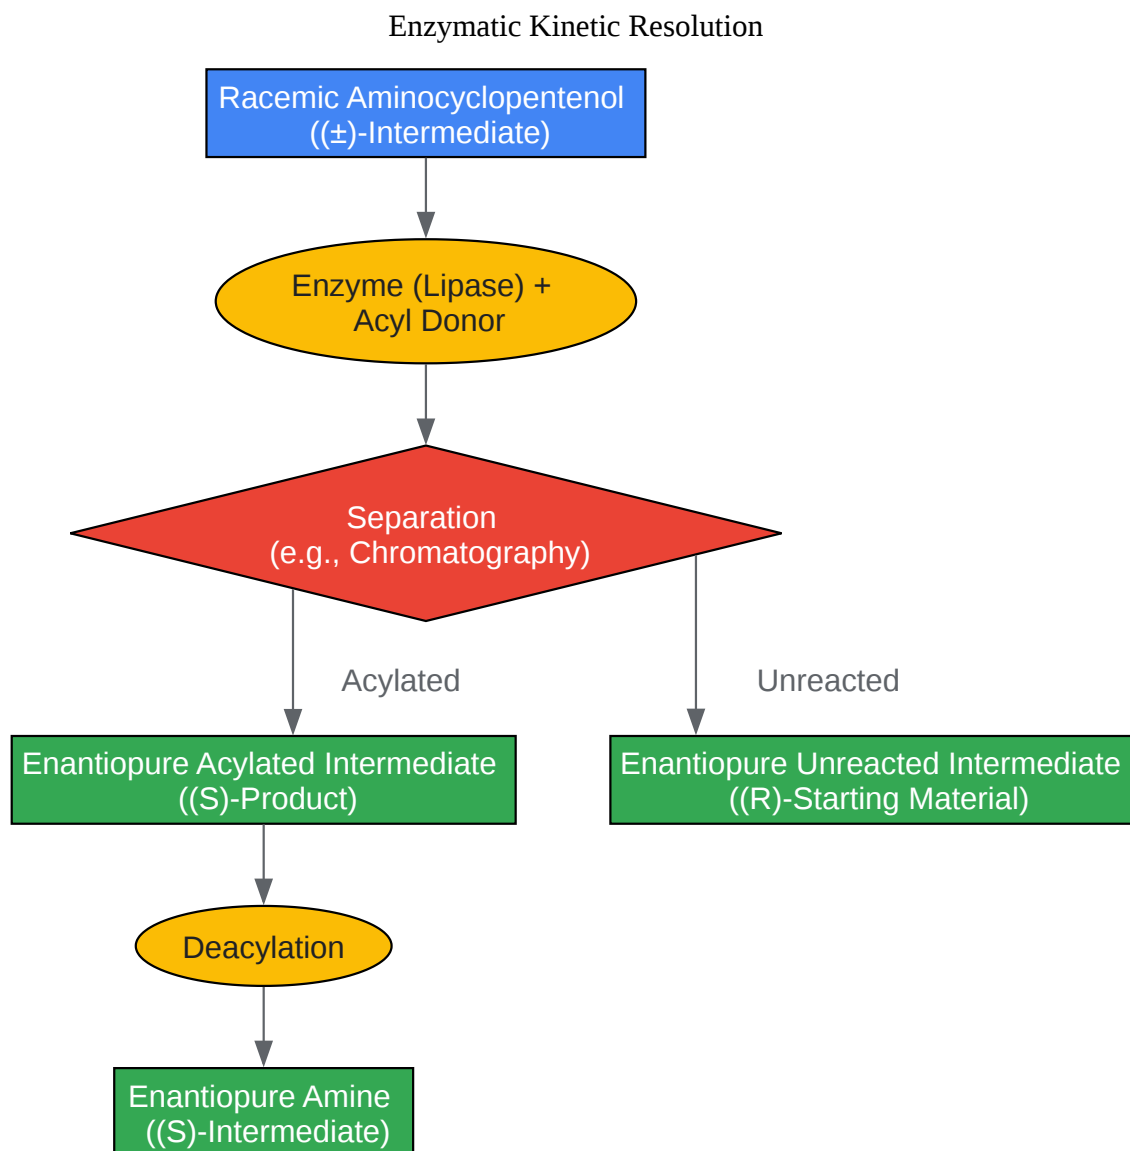 Enzymatic Kinetic Resolution
Racemic Aminocyclopentenol
((±)-Intermediate)
Enzyme (Lipase) +
Acyl Donor
Separation
(e.g., Chromatography)
Acylated
Unreacted
Enantiopure Acylated Intermediate
((S)-Product)
Enantiopure Unreacted Intermediate
((R)-Starting Material)
Deacylation
Enantiopure Amine
((S)-Intermediate)